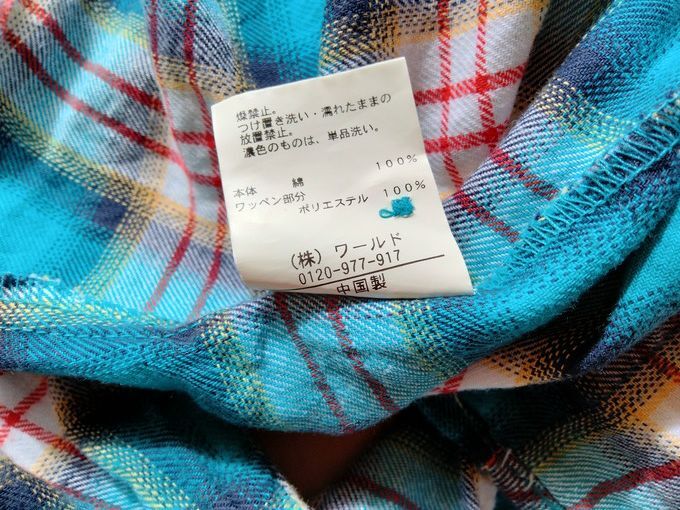 燥禁止。
つけ置き洗い・濡れたままの
放置禁止。
濃色のものは、単品洗い。
100%
本体 綿
ワッペン部分
ポリエステル 100%
(株) ワールド
0120-977-917
中国製